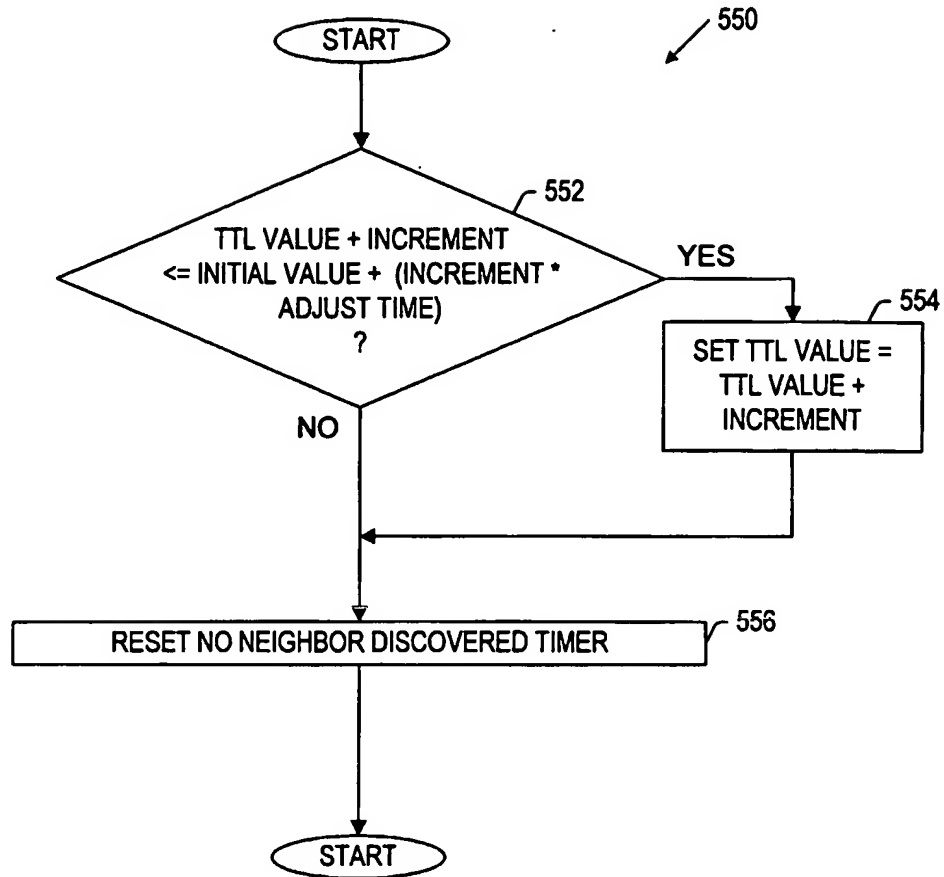 START
550
552
TTL VALUE + INCREMENT
<= INITIAL VALUE + (INCREMENT *
ADJUST TIME)
?
YES
554
SET TTL VALUE =
TTL VALUE +
INCREMENT
NO
556
RESET NO NEIGHBOR DISCOVERED TIMER
START